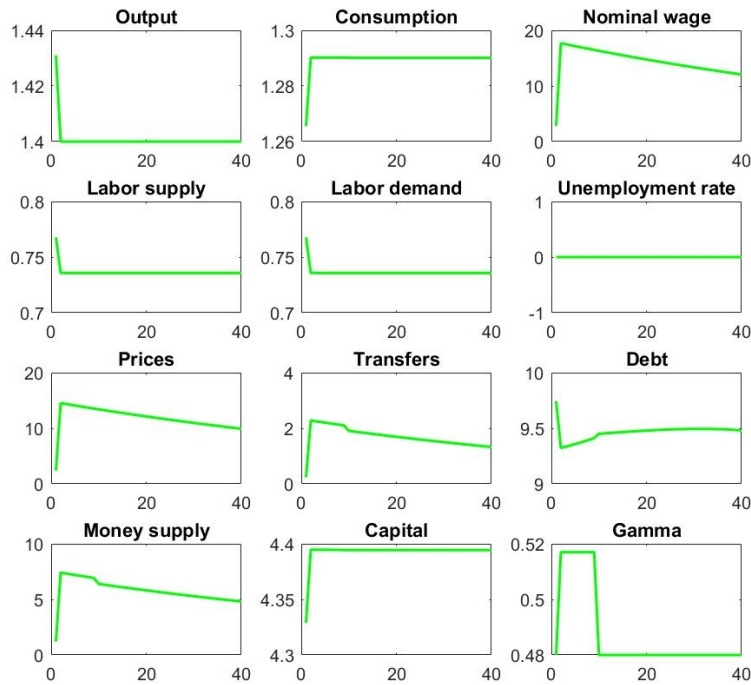 Output
1.44
1.42
1.4
0 20 40
Consumption
1.3
1.28
1.26
0 20 40
Nominal wage
20
10
0
0 20 40
Labor supply
0.8
0.75
0.7
0 20 40
Labor demand
0.8
0.75
0.7
0 20 40
Unemployment rate
1
0
-1
0 20 40
Prices
20
10
0
0 20 40
Transfers
4
2
0
0 20 40
Debt
10
9.5
9
0 20 40
Money supply
10
5
0
0 20 40
Capital
4.4
4.35
4.3
0 20 40
Gamma
0.52
0.5
0.48
0 20 40